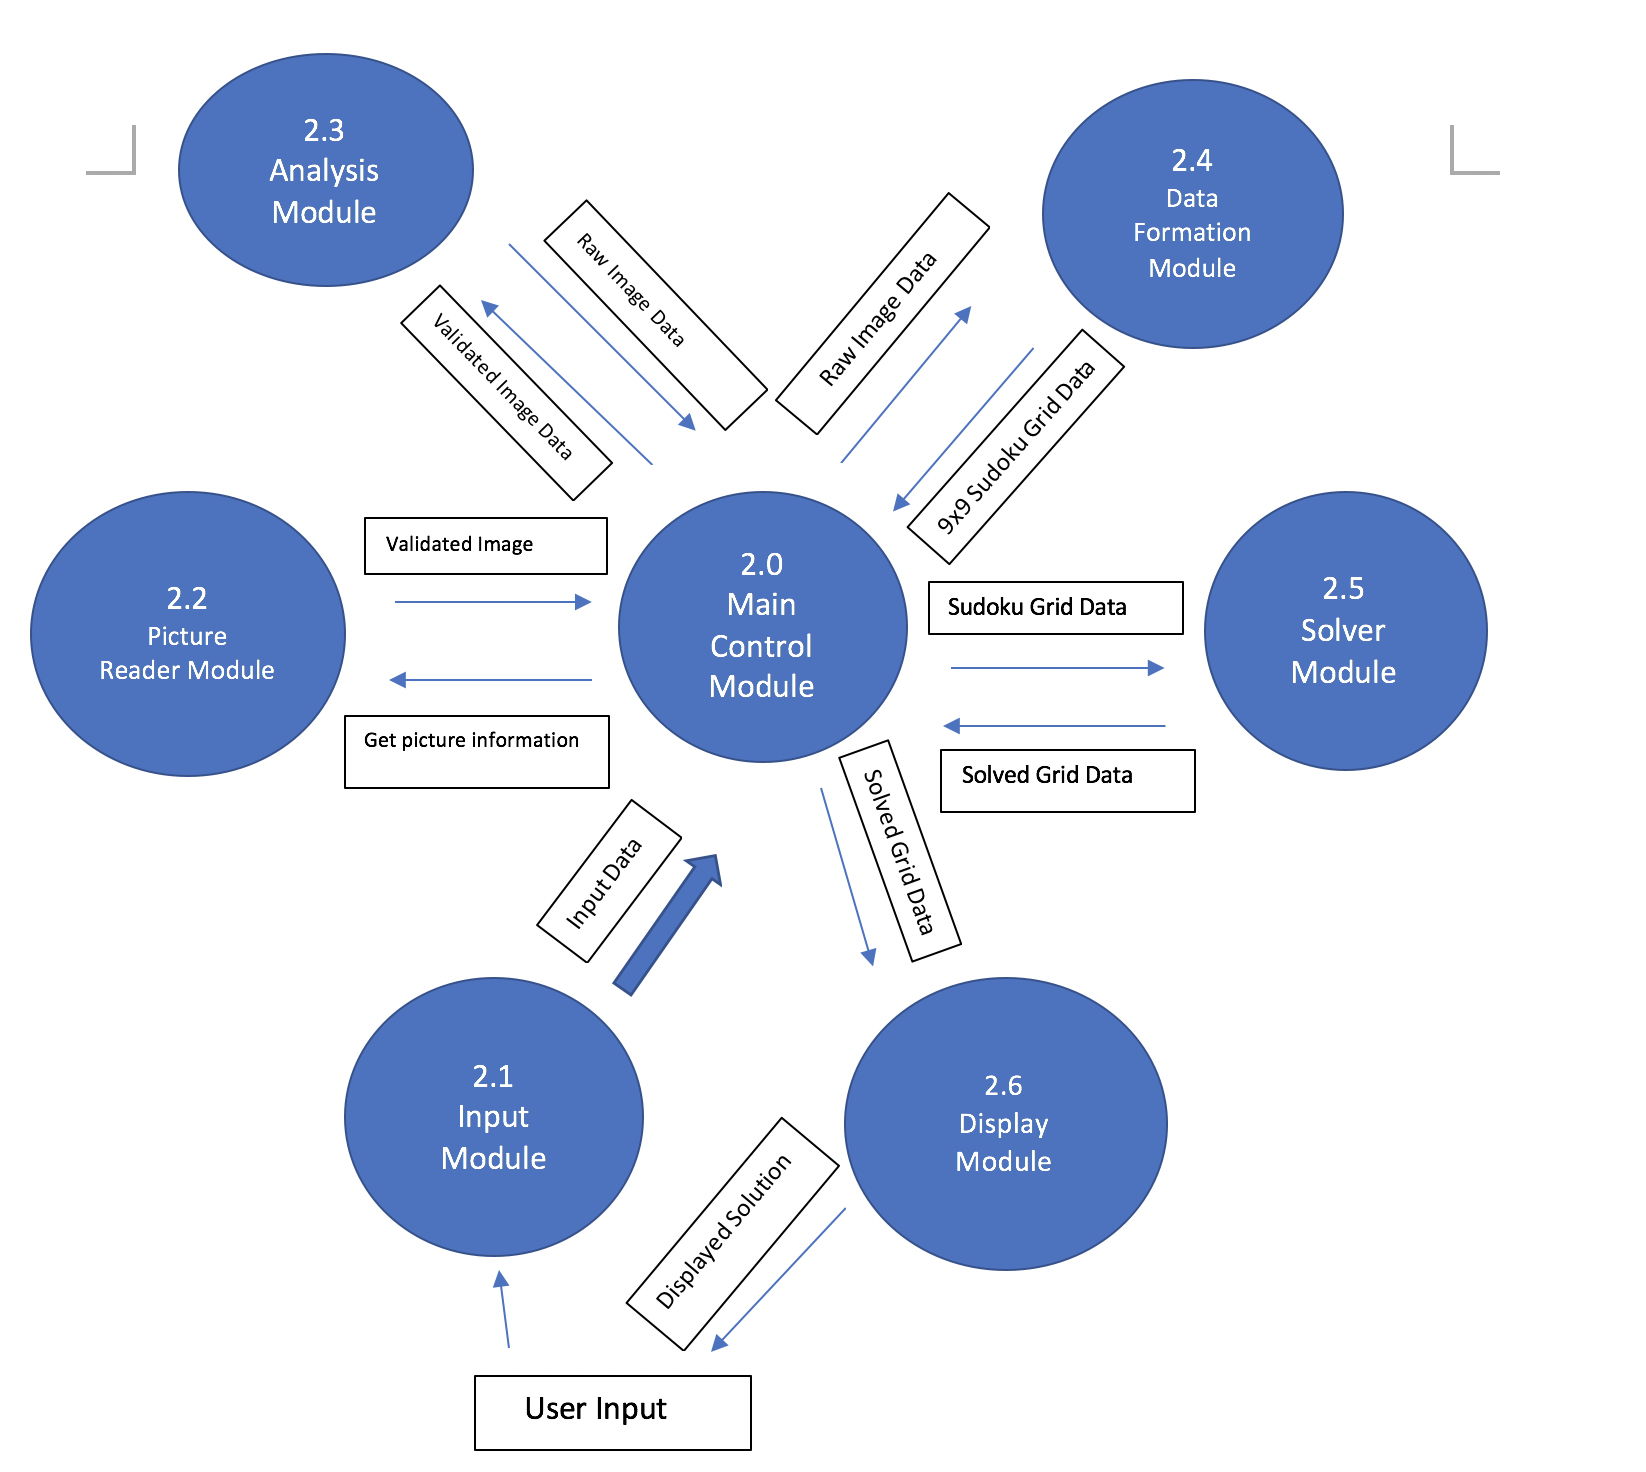 2.3
Analysis
Module
2.4
Data
Formation
Module
Raw Image Data
Raw Image Data
Validated Image Data
9x9 Sudoku Grid Data
Validated Image
2.2
Picture
Reader Module
2.0
Main
Control
Module
Sudoku Grid Data
2.5
Solver
Module
Get picture information
Solved Grid Data
Solved Grid Data
Input Data
2.1
Input
Module
2.6
Display
Module
Displayed Solution
User Input